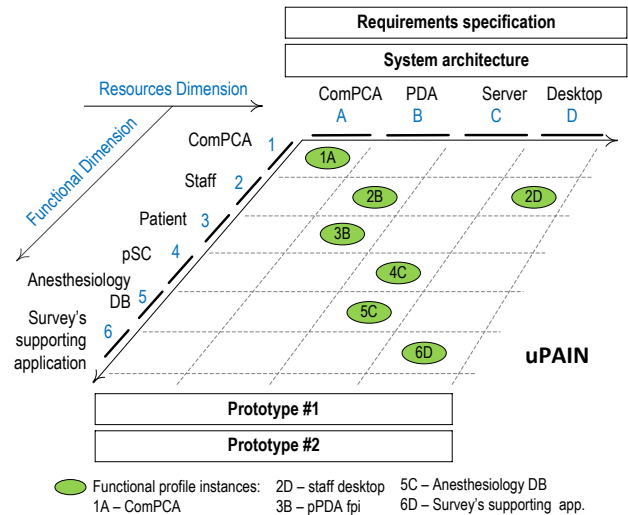 Requirements specification
System architecture
Resources Dimension
Functional Dimension
ComPCA PDA Server Desktop
A B C D
ComPCA 1
Staff 2
Patient 3
pSC 4
Anesthesiology
DB 5
Survey's 6
supporting
application
1A
2B 2D
3B
4C
5C
6D
uPAIN
Prototype #1
Prototype #2
Functional profile instances: 2D – staff desktop 5C – Anesthesiology DB
1A – ComPCA 3B – pPDA fpi 6D – Survey's supporting app.